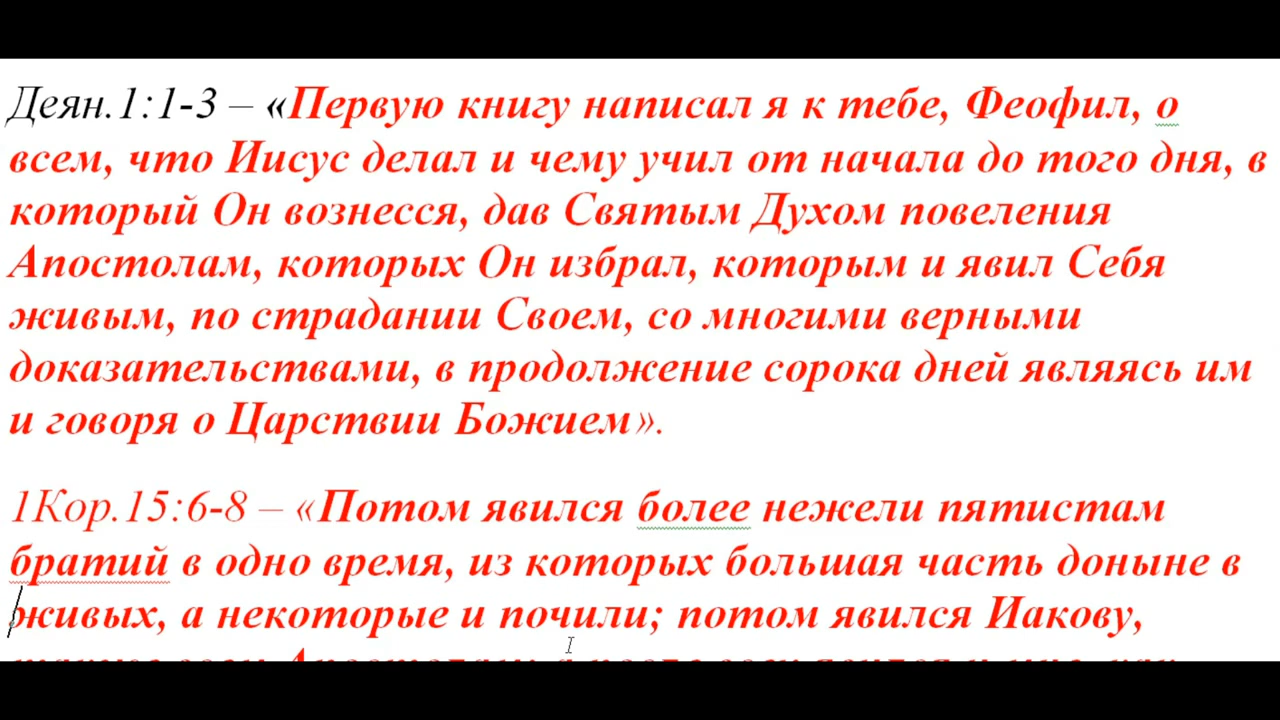 Деян.1:1-3 – «Первую книгу написал я к тебе, Феофил, о
всем, что Иисус делал и чему учил от начала до того дня, в
который Он вознесся, дав Святым Духом повеления
Апостолам, которых Он избрал, которым и явил Себя
живым, по страдании Своем, со многими верными
доказательствами, в продолжение сорока дней являясь им
и говоря о Царствии Божием».
1Кор.15:6-8 – «Потом явился более нежели пятистам
братий в одно время, из которых большая часть доныне в
живых, а некоторые и почили; потом явился Иакову,